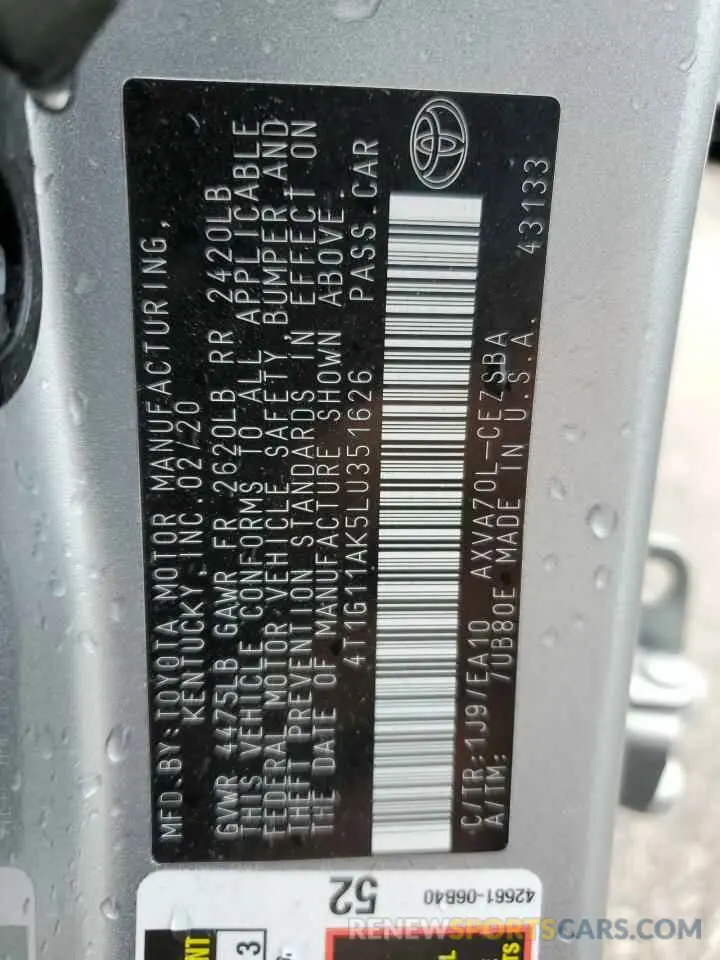 MFD.BY:TOYOTA MOTOR MANUFACTURING,
KENTUCKY, INC. 02/20
GVWR 4475LB GAWR FR 2620LB RR 2420LB
THIS VEHICLE CONFORMS TO ALL APPLICABLE
FEDERAL MOTOR VEHICLE SAFETY BUMPER AND
THEFT PREVENTION STANDARDS IN EFFECT ON
THE DATE OF MANUFACTURE SHOWN ABOVE.
4T1G11AK5LU351626 PASS.CAR
C/TR:1J9/EA10 AXVA70L-CEZSBA 43133
A/TM: /UB80E MADE IN U.S.A.
52
42661-06B40
3
RENEWSPORTSCARS.COM